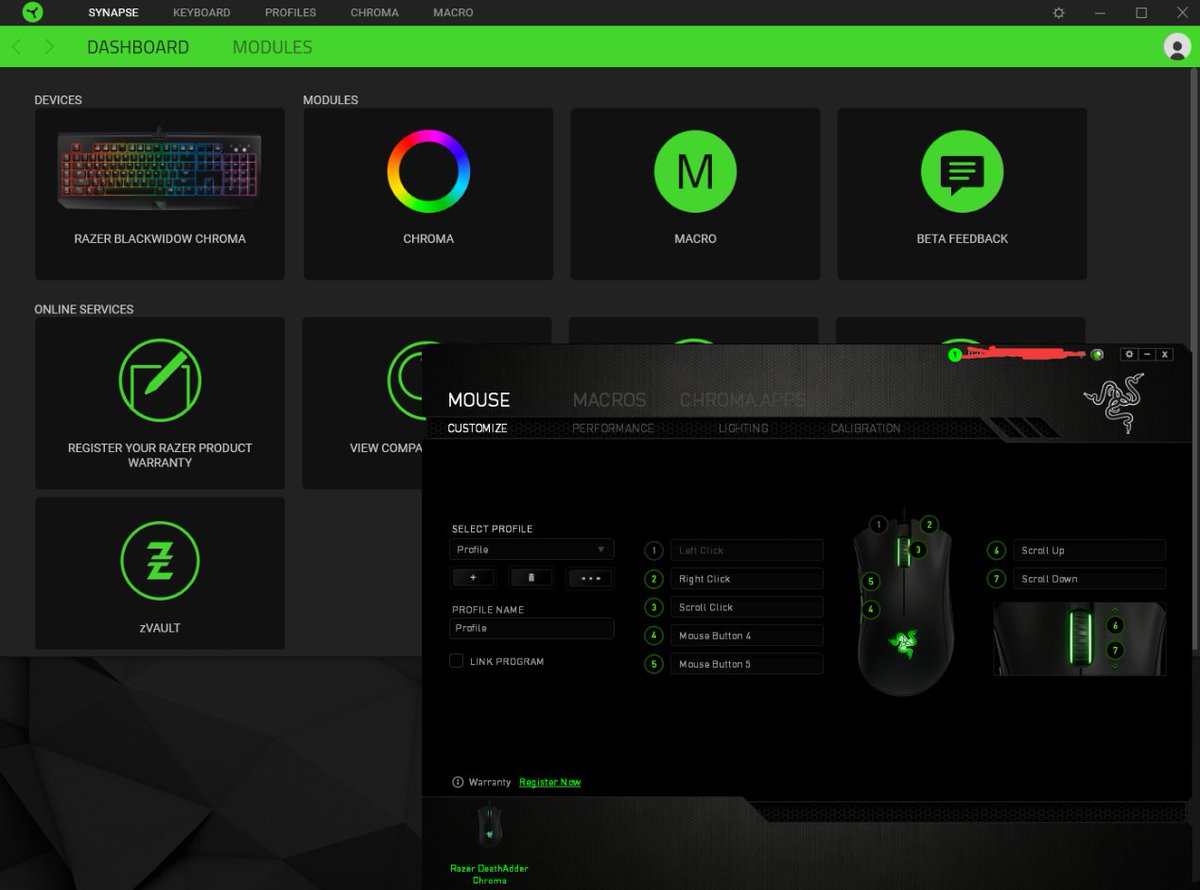 SYNAPSE KEYBOARD PROFILES CHROMA MACRO
DASHBOARD MODULES
DEVICES
MODULES
RAZER BLACKWIDOW CHROMA
CHROMA
M
MACRO
BETA FEEDBACK
ONLINE SERVICES
REGISTER YOUR RAZER PRODUCT
WARRANTY
VIEW COMPA
zVAULT
1
MOUSE MACROS CHROMA APPS
CUSTOMIZE PERFORMANCE LIGHTING CALIBRATION
SELECT PROFILE
Profile
PROFILE NAME
Profile
LINK PROGRAM
1 Left Click
2 Right Click
3 Scroll Click
4 Mouse Button 4
5 Mouse Button 5
1 2
3
5
4
6 Scroll Up
7 Scroll Down
6
7
Warranty Register Now
Razer DeathAdder
Chroma